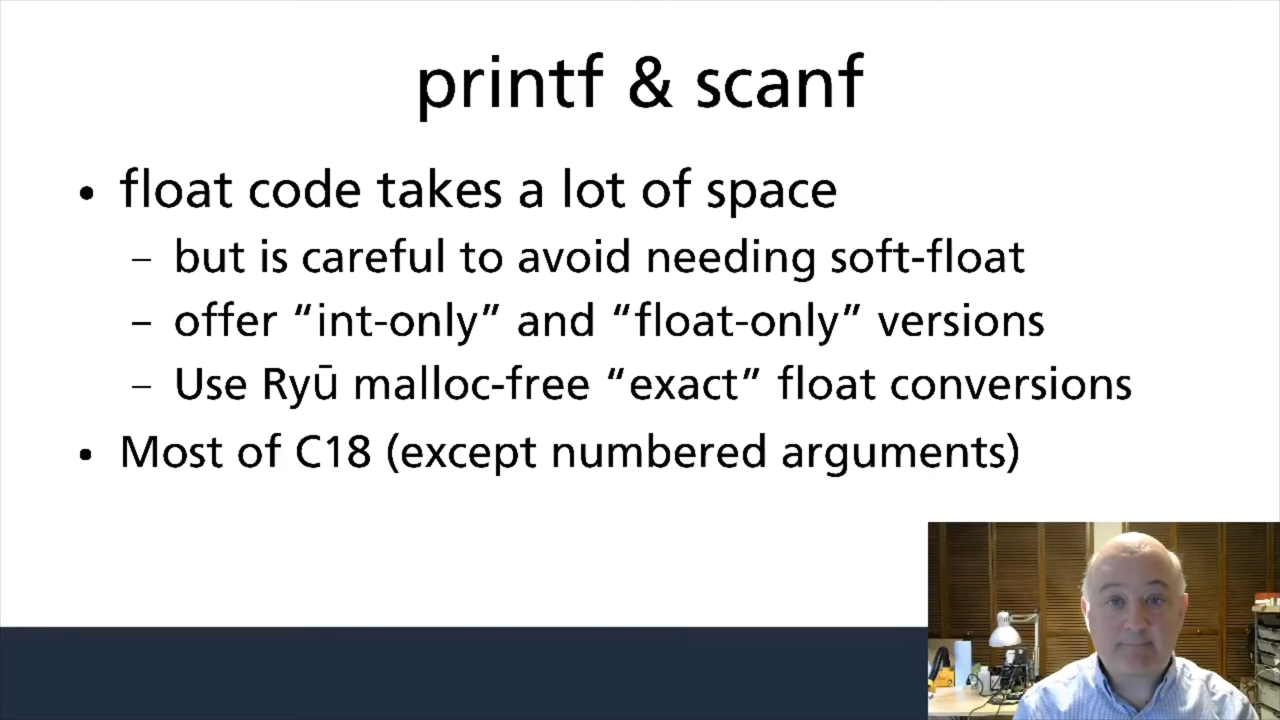 printf & scanf
• float code takes a lot of space
– but is careful to avoid needing soft-float
– offer “int-only” and “float-only” versions
– Use Ryū malloc-free “exact” float conversions
• Most of C18 (except numbered arguments)